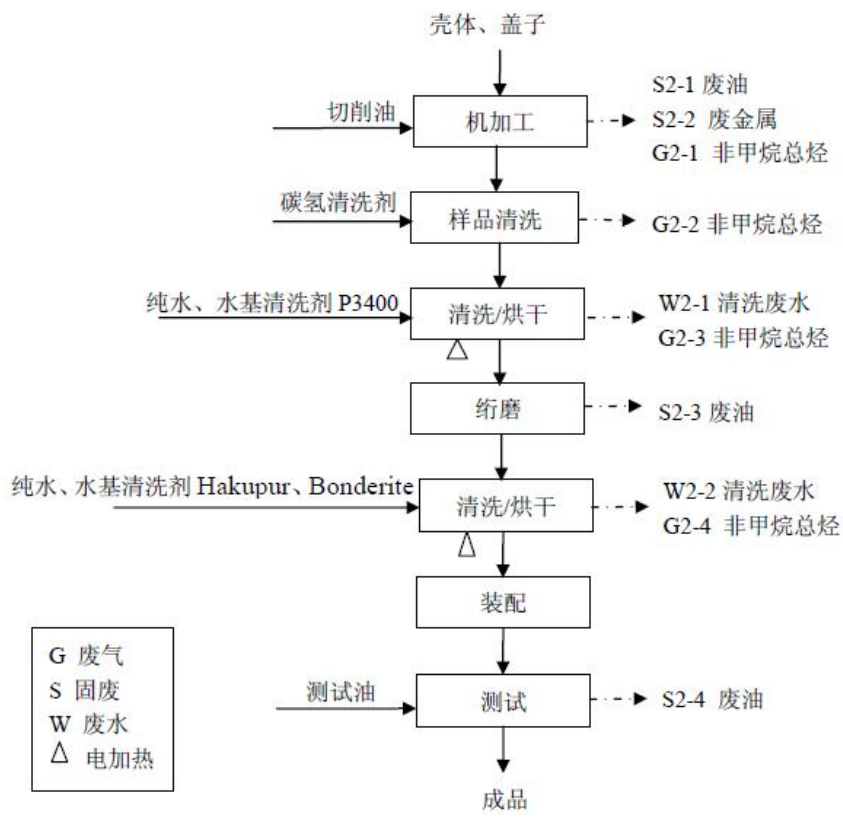 壳体、盖子
切削油
机加工
S2-1 废油
S2-2 废金属
G2-1 非甲烷总烃
碳氢清洗剂
样品清洗
G2-2 非甲烷总烃
纯水、水基清洗剂 P3400
清洗/烘干
W2-1 清洗废水
G2-3 非甲烷总烃
绗磨
S2-3 废油
纯水、水基清洗剂 Hakupur、Bonderite
清洗/烘干
W2-2 清洗废水
G2-4 非甲烷总烃
装配
测试油
测试
S2-4 废油
成品
G 废气
S 固废
W 废水
△ 电加热